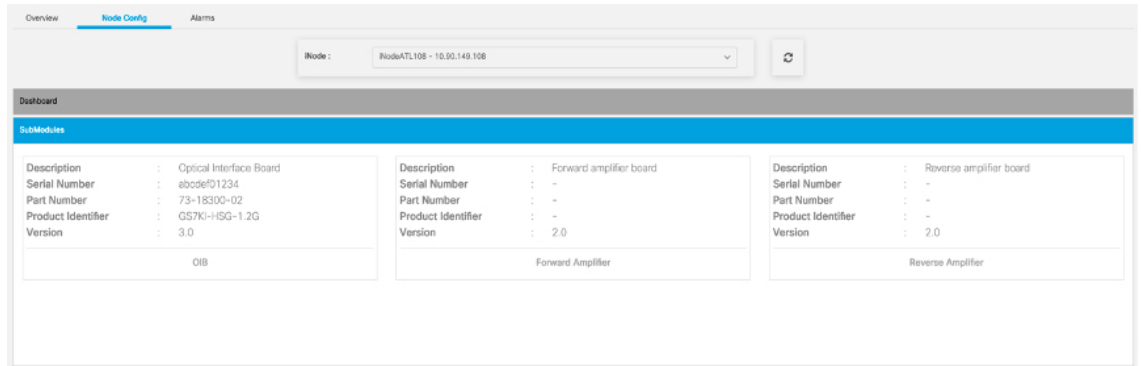 Overview Node Config Alarms
iNode : iNodeATL108 - 10.90.149.108
Dashboard
SubModules
Description : Optical Interface Board
Serial Number : abcdef01234
Part Number : 73-18300-02
Product Identifier : GS7KI-HSG-1.2G
Version : 3.0
OIB
Description : Forward amplifier board
Serial Number : -
Part Number : -
Product Identifier : -
Version : 2.0
Forward Amplifier
Description : Reverse amplifier board
Serial Number : -
Part Number : -
Product Identifier : -
Version : 2.0
Reverse Amplifier